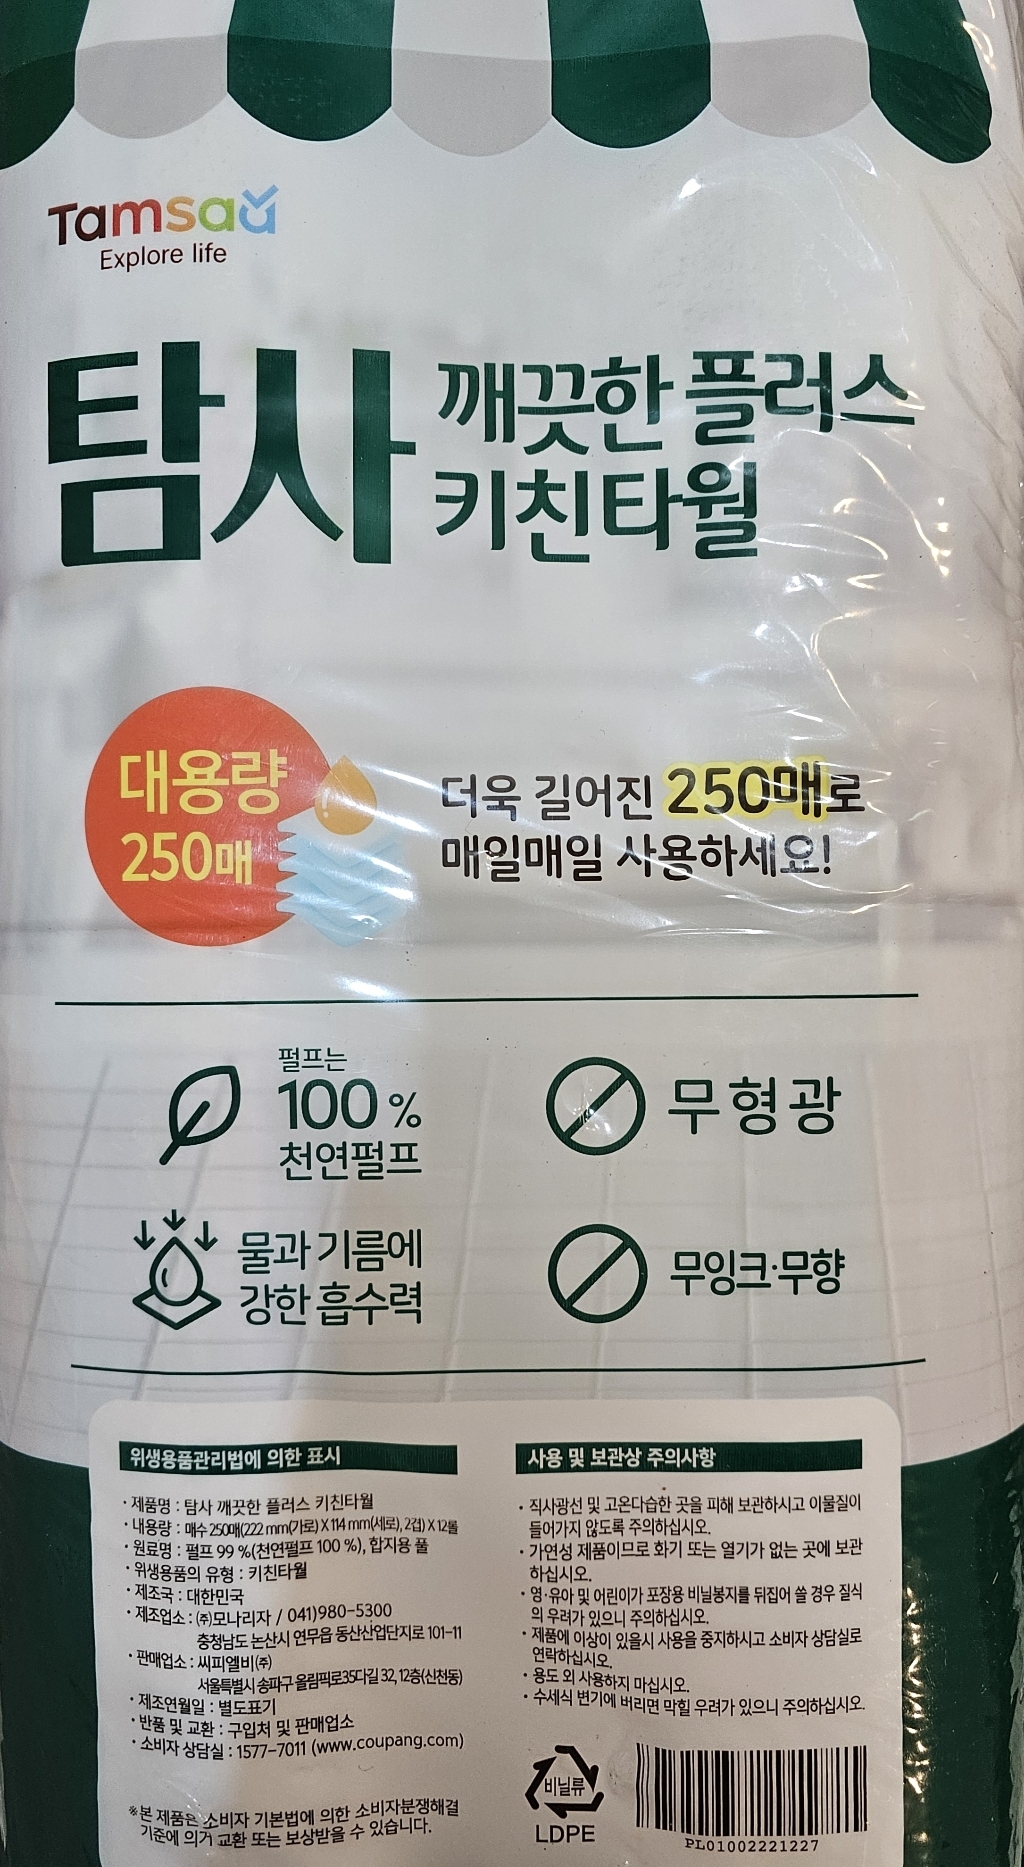 Tamsaa
Explore life
탐사
깨끗한 플러스
키친타월
대용량
250매
더욱 길어진 250매로
매일매일 사용하세요!
펄프는
100 %
천연펄프
무형광
물과 기름에
강한 흡수력
무잉크·무향
위생용품관리법에 의한 표시
· 제품명 : 탐사 깨끗한 플러스 키친타월
· 내용량 : 매수 250매(222 mm(가로) X 114 mm(세로), 2겹) X 12롤
· 원료명 : 펄프 99 %(천연펄프 100 %), 합지용 풀
· 위생용품의 유형 : 키친타월
· 제조국 : 대한민국
· 제조업소 : ㈜모나리자 / 041)980-5300
충청남도 논산시 연무읍 동산산업단지로 101-11
· 판매업소 : 씨피엘비㈜
서울특별시 송파구 올림픽로35다길 32, 12층(신천동)
· 제조연월일 : 별도표기
· 반품 및 교환 : 구입처 및 판매업소
· 소비자 상담실 : 1577-7011 (www.coupang.com)
※본 제품은 소비자 기본법에 의한 소비자분쟁해결
기준에 의거 교환 또는 보상받을 수 있습니다.
사용 및 보관상 주의사항
· 직사광선 및 고온다습한 곳을 피해 보관하시고 이물질이
들어가지 않도록 주의하십시오.
· 가연성 제품이므로 화기 또는 열기가 없는 곳에 보관
하십시오.
· 영·유아 및 어린이가 포장용 비닐봉지를 뒤집어 쓸 경우 질식
의 우려가 있으니 주의하십시오.
· 제품에 이상이 있을시 사용을 중지하시고 소비자 상담실로
연락하십시오.
· 용도 외 사용하지 마십시오.
· 수세식 변기에 버리면 막힐 우려가 있으니 주의하십시오.
비닐류
LDPE
PL01002221227